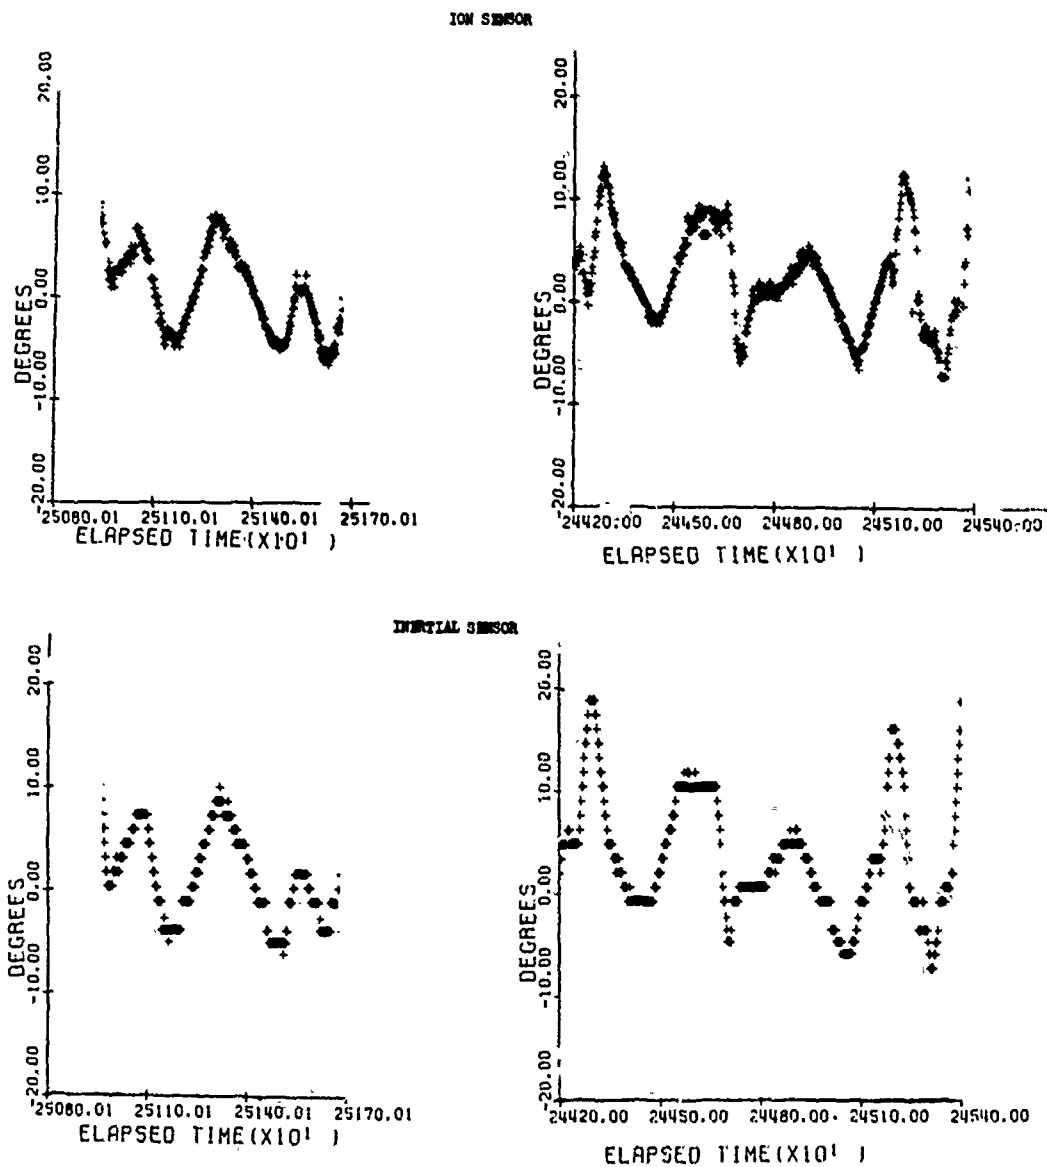 ION SENSOR
20.00
10.00
0.00
-10.00
-20.00
DEGREES
25080.01 25110.01 25140.01 25170.01
ELAPSED TIME(X10¹ )
20.00
10.00
0.00
-10.00
-20.00
DEGREES
24420.00 24450.00 24480.00 24510.00 24540.00
ELAPSED TIME(X10¹ )
INERTIAL SENSOR
20.00
10.00
0.00
-10.00
-20.00
DEGREES
25080.01 25110.01 25140.01 25170.01
ELAPSED TIME(X10¹ )
20.00
10.00
0.00
-10.00
-20.00
DEGREES
24420.00 24450.00 24480.00 24510.00 24540.00
ELAPSED TIME(X10¹ )